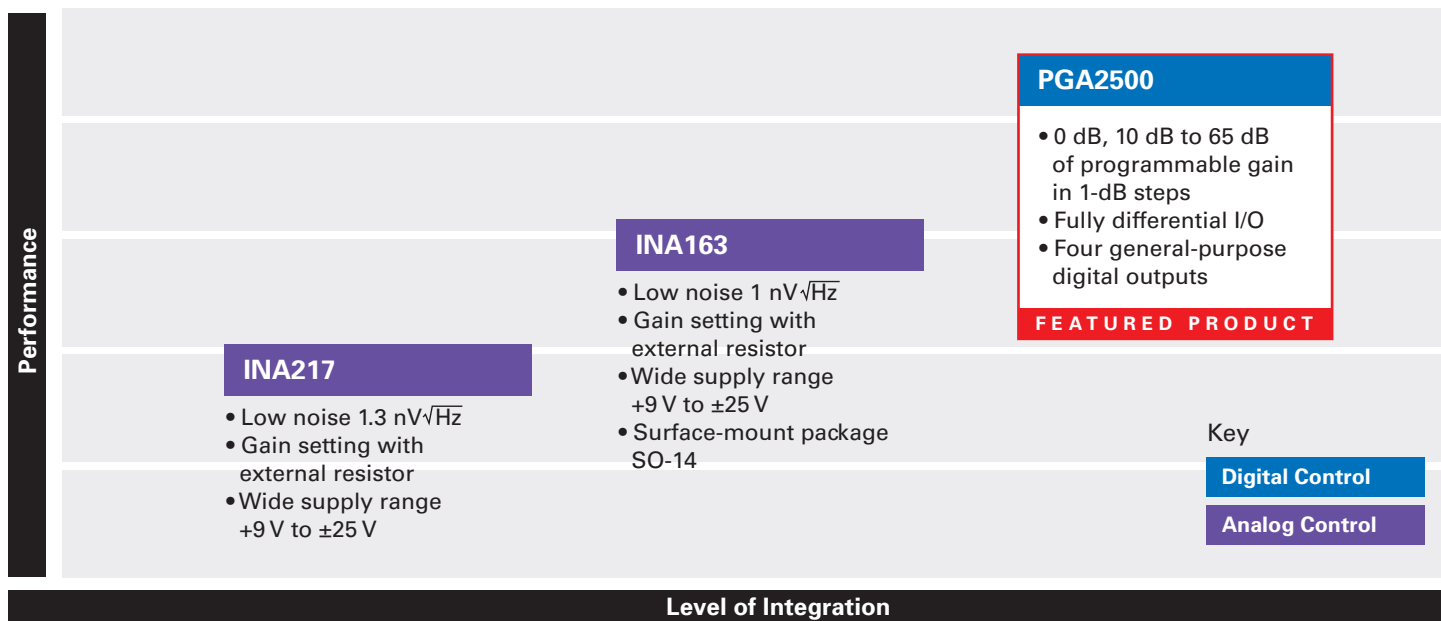 Performance
PGA2500
• 0 dB, 10 dB to 65 dB
of programmable gain
in 1-dB steps
• Fully differential I/O
• Four general-purpose
digital outputs
FEATURED PRODUCT
INA163
• Low noise 1 nV√Hz
• Gain setting with
external resistor
• Wide supply range
+9 V to ±25 V
• Surface-mount package
SO-14
INA217
• Low noise 1.3 nV√Hz
• Gain setting with
external resistor
• Wide supply range
+9 V to ±25 V
Key
Digital Control
Analog Control
Level of Integration